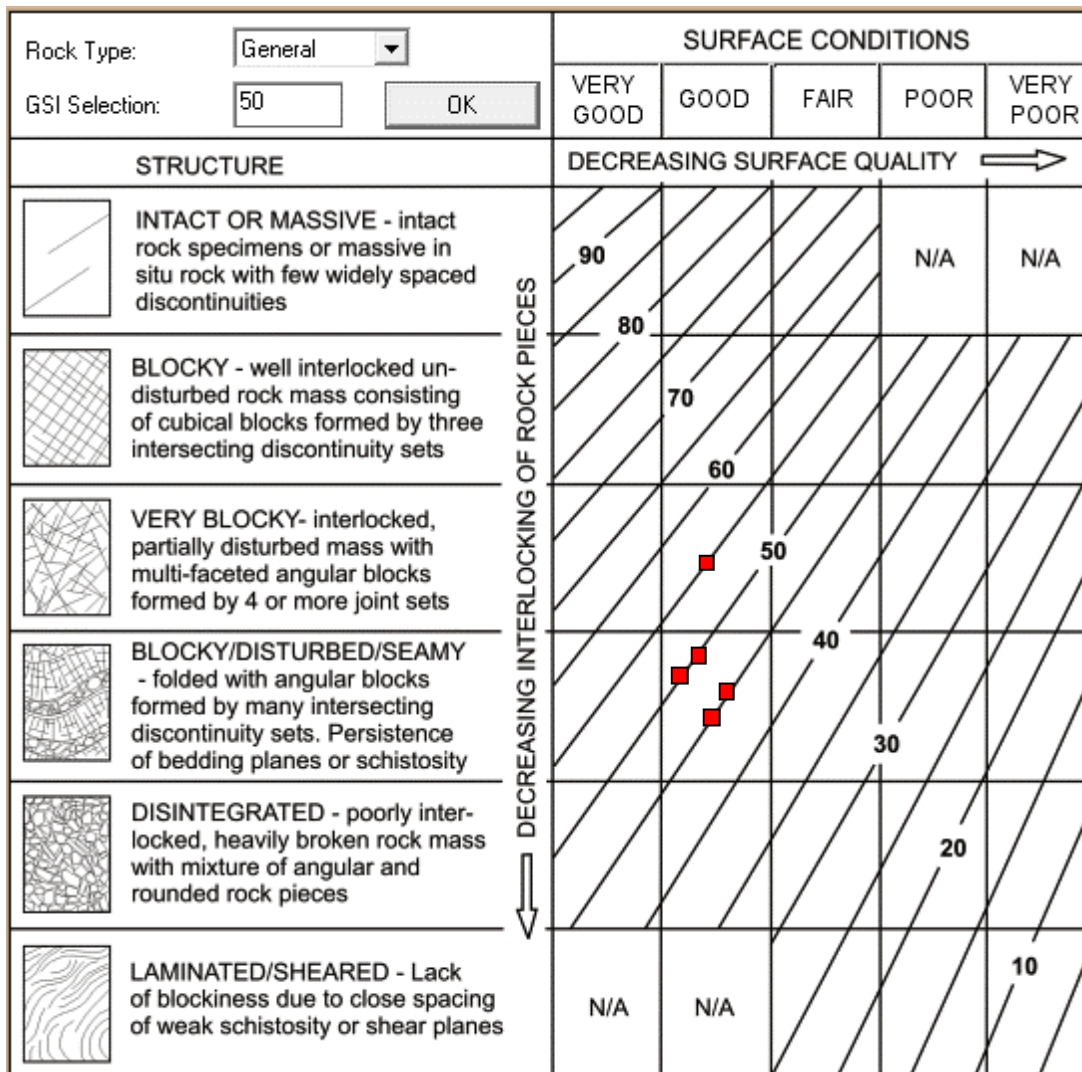 Rock Type:
General
GSI Selection:
50
OK
SURFACE CONDITIONS
VERY
GOOD
GOOD
FAIR
POOR
VERY
POOR
STRUCTURE
DECREASING SURFACE QUALITY
INTACT OR MASSIVE - intact
rock specimens or massive in
situ rock with few widely spaced
discontinuities
BLOCKY - well interlocked un-
disturbed rock mass consisting
of cubical blocks formed by three
intersecting discontinuity sets
VERY BLOCKY- interlocked,
partially disturbed mass with
multi-faceted angular blocks
formed by 4 or more joint sets
BLOCKY/DISTURBED/SEAMY
- folded with angular blocks
formed by many intersecting
discontinuity sets. Persistence
of bedding planes or schistosity
DISINTEGRATED - poorly inter-
locked, heavily broken rock mass
with mixture of angular and
rounded rock pieces
LAMINATED/SHEARED - Lack
of blockiness due to close spacing
of weak schistosity or shear planes
DECREASING INTERLOCKING OF ROCK PIECES
90
N/A
N/A
80
70
60
50
40
30
20
10
N/A
N/A